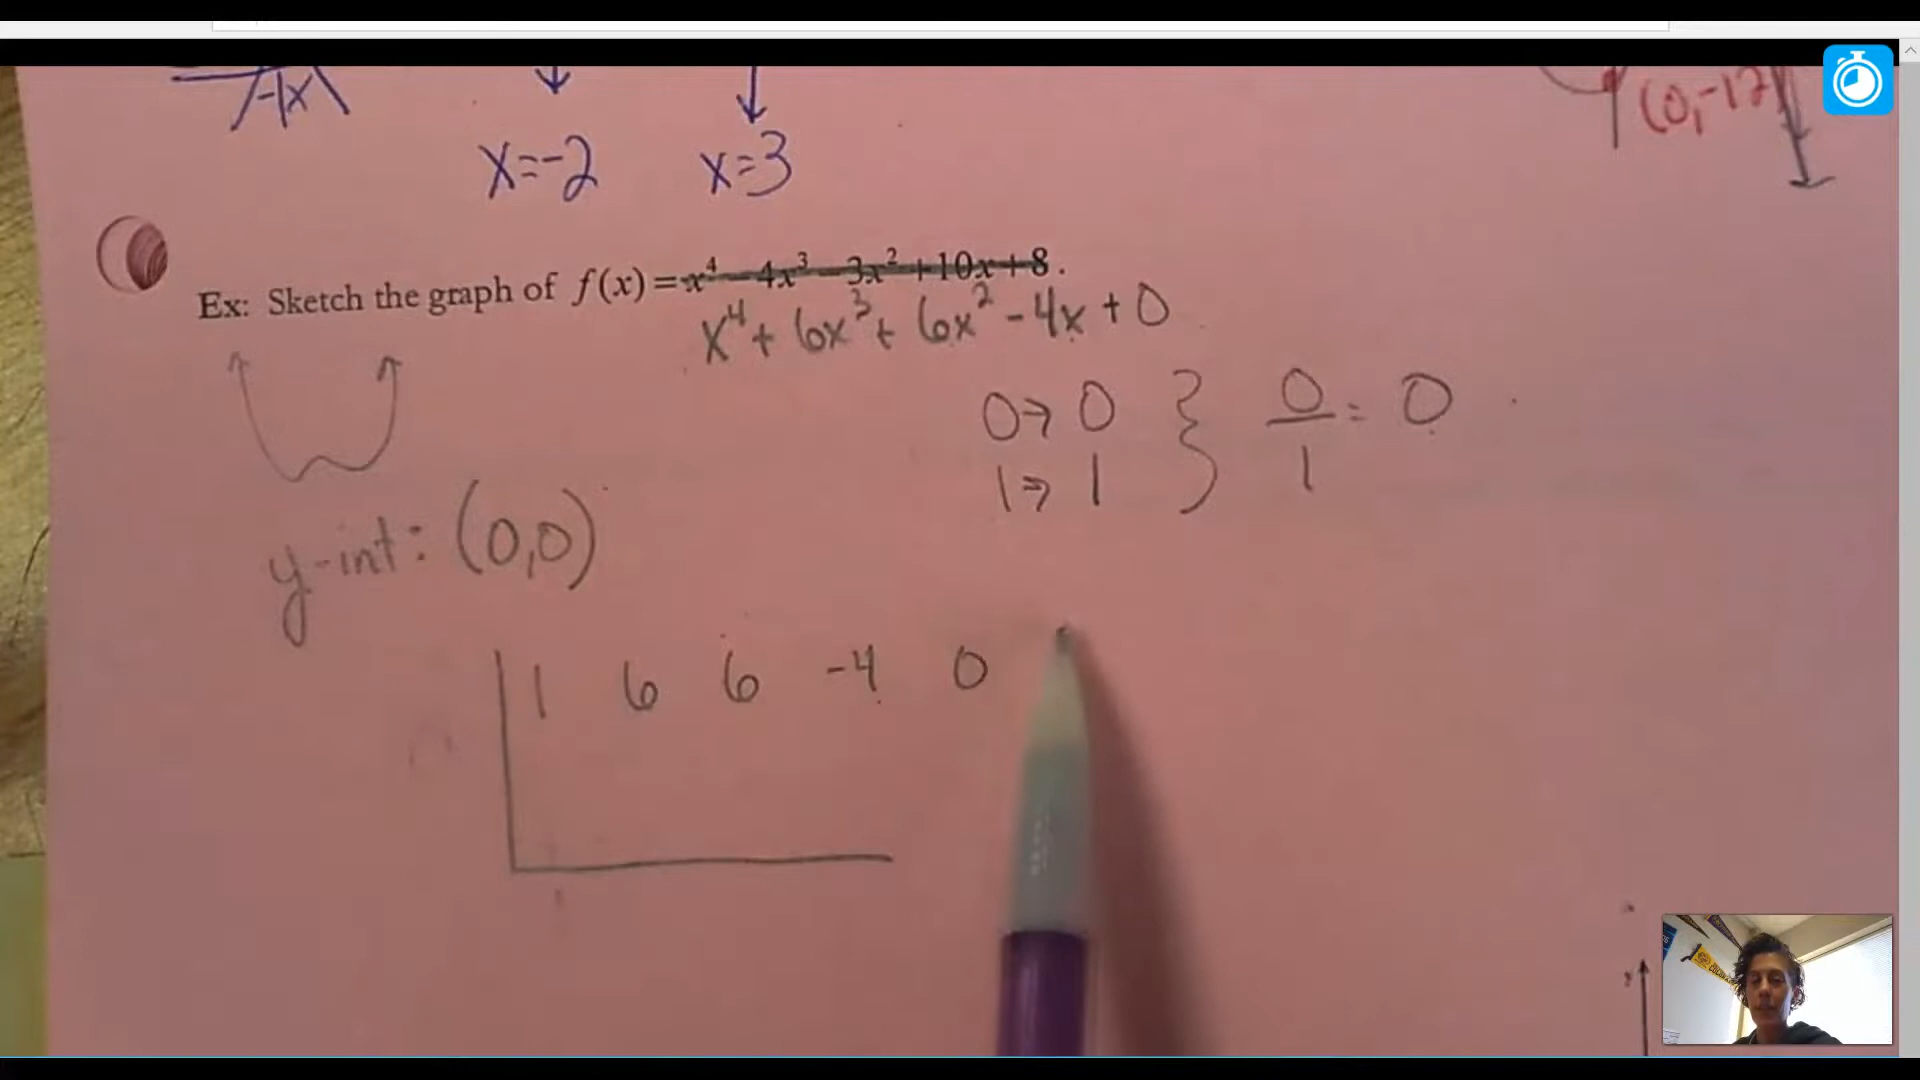 (0,-12)
x=-2 x=3
Ex: Sketch the graph of f(x)=x⁴-4x³-3x²+10x+8.
x⁴+6x³+6x²-4x+0
0→0 } 0/1 = 0
1→1
y-int: (0,0)
1 6 6 -4 0